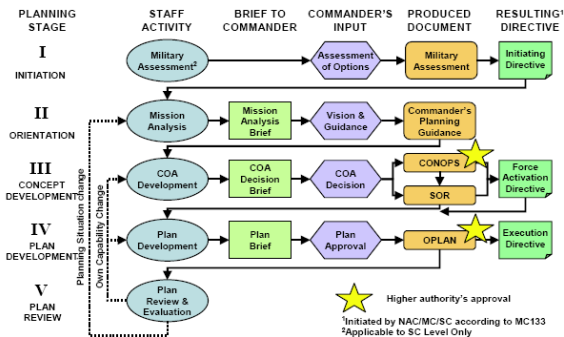 PLANNING STAGE
STAFF ACTIVITY
BRIEF TO COMMANDER
COMMANDER'S INPUT
PRODUCED DOCUMENT
RESULTING¹ DIRECTIVE
I
INITIATION
Military
Assessment²
Assessment
of Options
Military
Assessment
Initiating
Directive
II
ORIENTATION
Mission
Analysis
Mission
Analysis
Brief
Vision &
Guidance
Commander's
Planning
Guidance
III
CONCEPT
DEVELOPMENT
COA
Development
COA
Decision
Brief
COA
Decision
CONOPS
SOR
Force
Activation
Directive
IV
PLAN
DEVELOPMENT
Plan
Development
Plan
Brief
Plan
Approval
OPLAN
Execution
Directive
V
PLAN
REVIEW
Plan
Review &
Evaluation
Planning Situation change
Own Capability Change
Higher authority's approval
¹Initiated by NAC/MC/SC according to MC133
²Applicable to SC Level Only